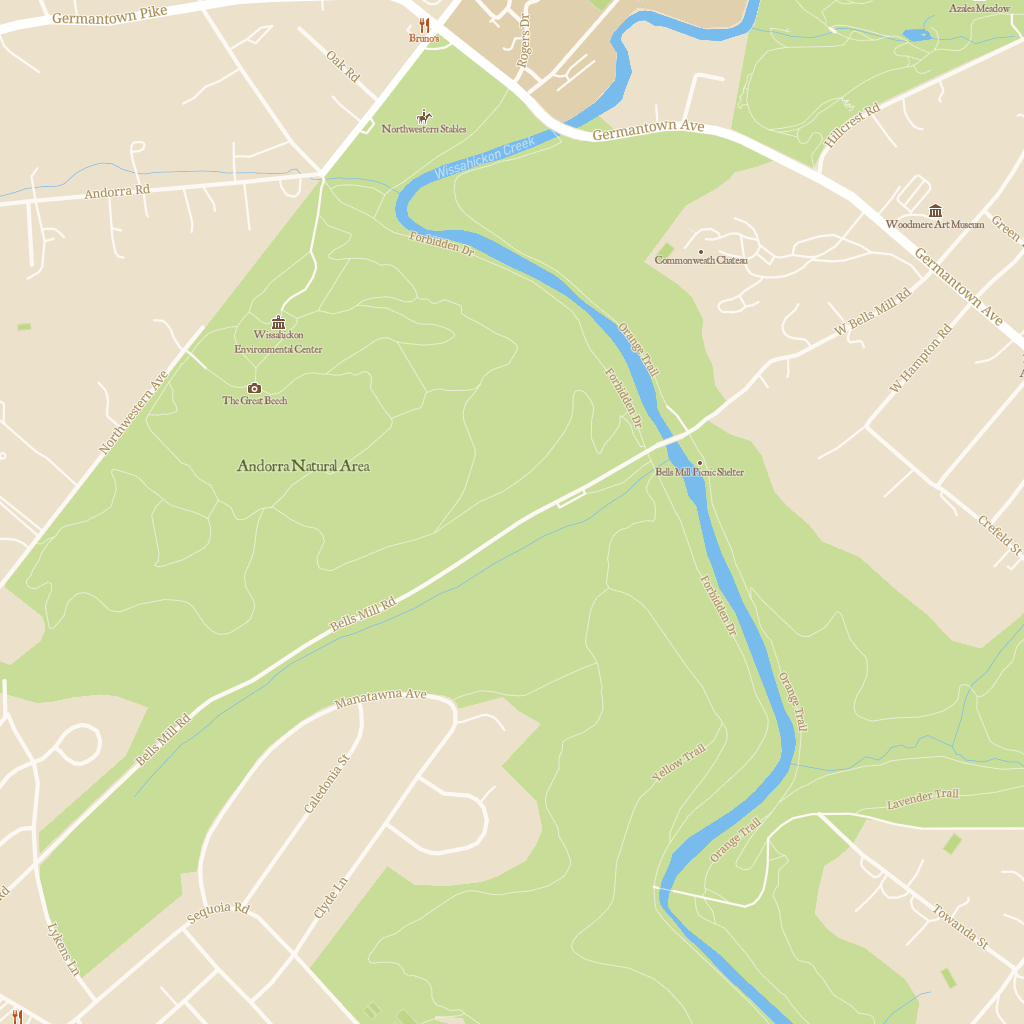 Germantown Pike
Azalea Meadow
Bruno's
Rogers Dr
Oak Rd
Northwestern Stables
Germantown Ave
Hillcrest Rd
Wissahickon Creek
Andorra Rd
Woodmere Art Museum
Green
Forbidden Dr
Commonweath Chateau
Germantown Ave
W Bells Mill Rd
Wissahickon
Environmental Center
Orange Trail
W Hampton Rd
The Great Beech
Forbidden Dr
Northwestern Ave
Andorra Natural Area
Bells Mill Picnic Shelter
Crefeld St
Bells Mill Rd
Forbidden Dr
Manatawna Ave
Orange Trail
Bells Mill Rd
Yellow Trail
Caledonia St
Lavender Trail
Orange Trail
Rd
Clyde Ln
Sequoia Rd
Towanda St
Lykens Ln